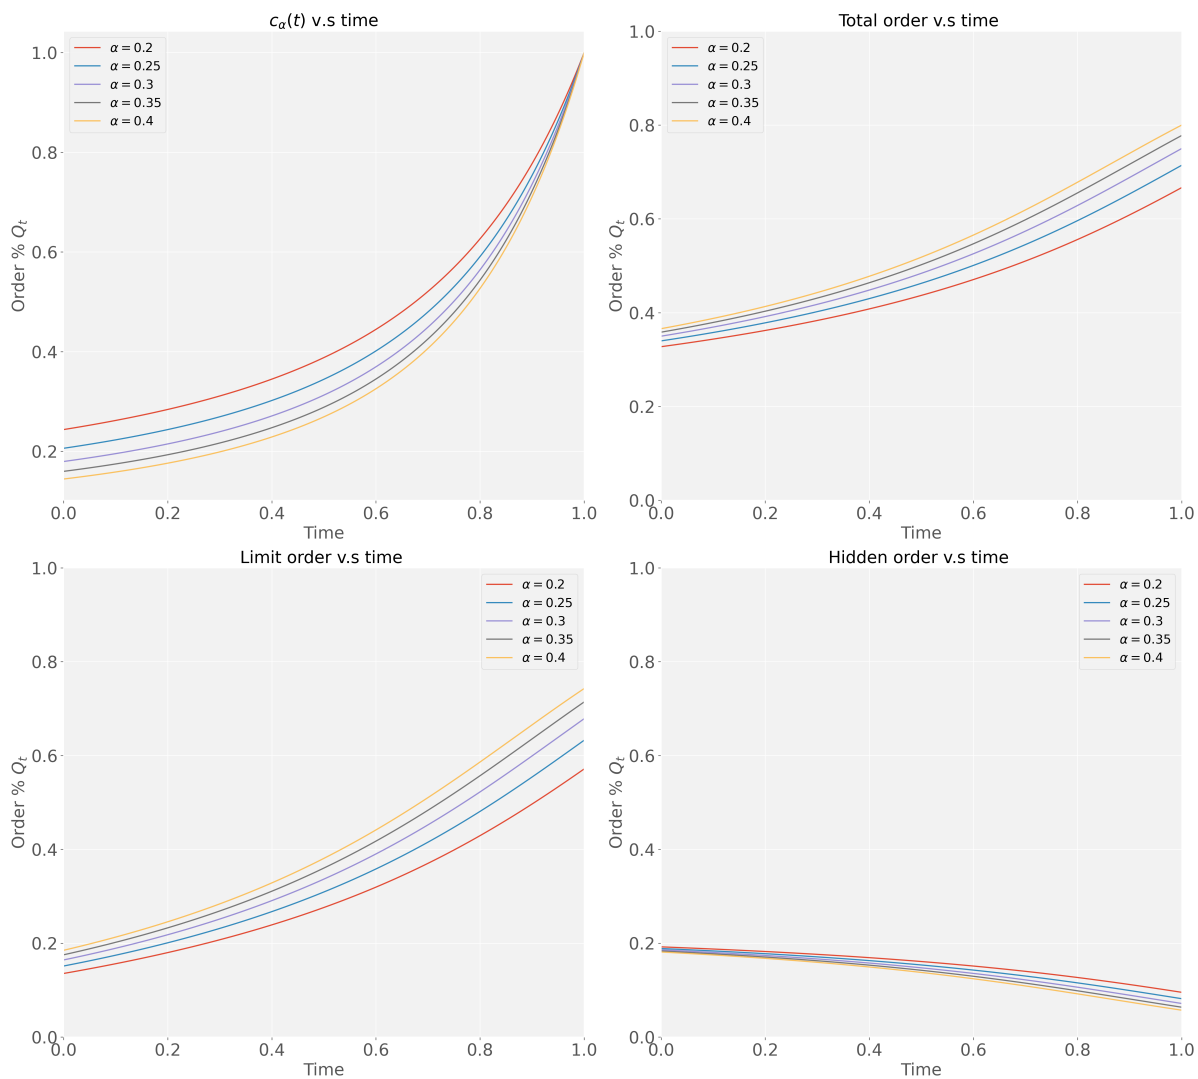 c_α(t) v.s time
α = 0.2
α = 0.25
α = 0.3
α = 0.35
α = 0.4
Order % Q_t
1.0
0.8
0.6
0.4
0.2
0.0 0.2 0.4 0.6 0.8 1.0
Time
Total order v.s time
α = 0.2
α = 0.25
α = 0.3
α = 0.35
α = 0.4
Order % Q_t
1.0
0.8
0.6
0.4
0.2
0.0
0.0 0.2 0.4 0.6 0.8 1.0
Time
Limit order v.s time
α = 0.2
α = 0.25
α = 0.3
α = 0.35
α = 0.4
Order % Q_t
1.0
0.8
0.6
0.4
0.2
0.0
0.0 0.2 0.4 0.6 0.8 1.0
Time
Hidden order v.s time
α = 0.2
α = 0.25
α = 0.3
α = 0.35
α = 0.4
Order % Q_t
1.0
0.8
0.6
0.4
0.2
0.0
0.0 0.2 0.4 0.6 0.8 1.0
Time